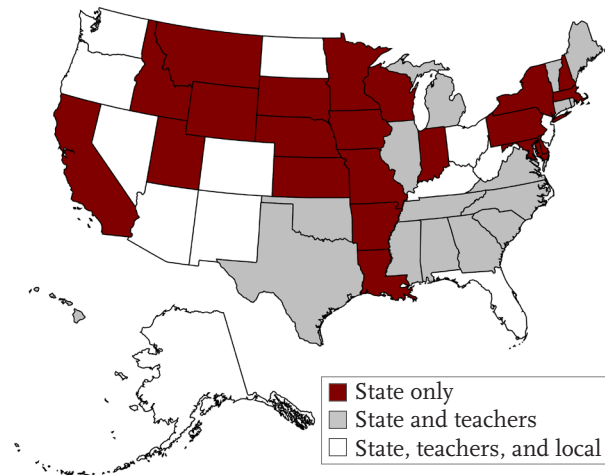 State only
State and teachers
State, teachers, and local